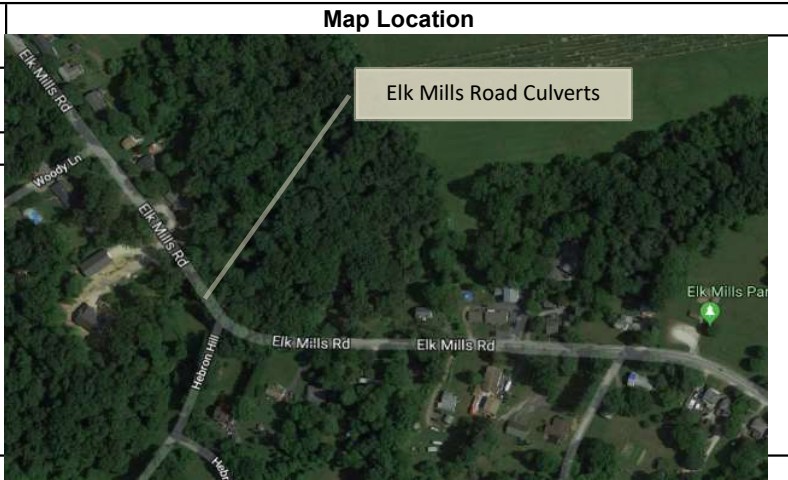 Map Location
Elk Mills Rd
Elk Mills Road Culverts
Woody Ln
Elk Mills Rd
Elk Mills Par
Elk Mills Rd
Elk Mills Rd
Hebron Hill
Hebr